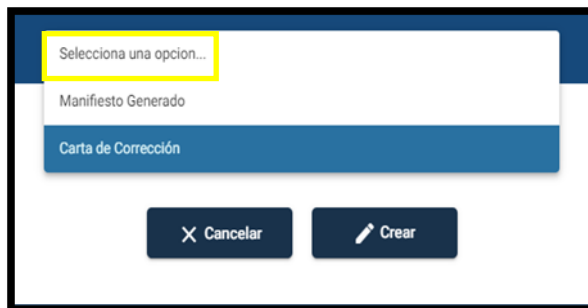 Selecciona una opcion...
Manifiesto Generado
Carta de Corrección
Cancelar
Crear